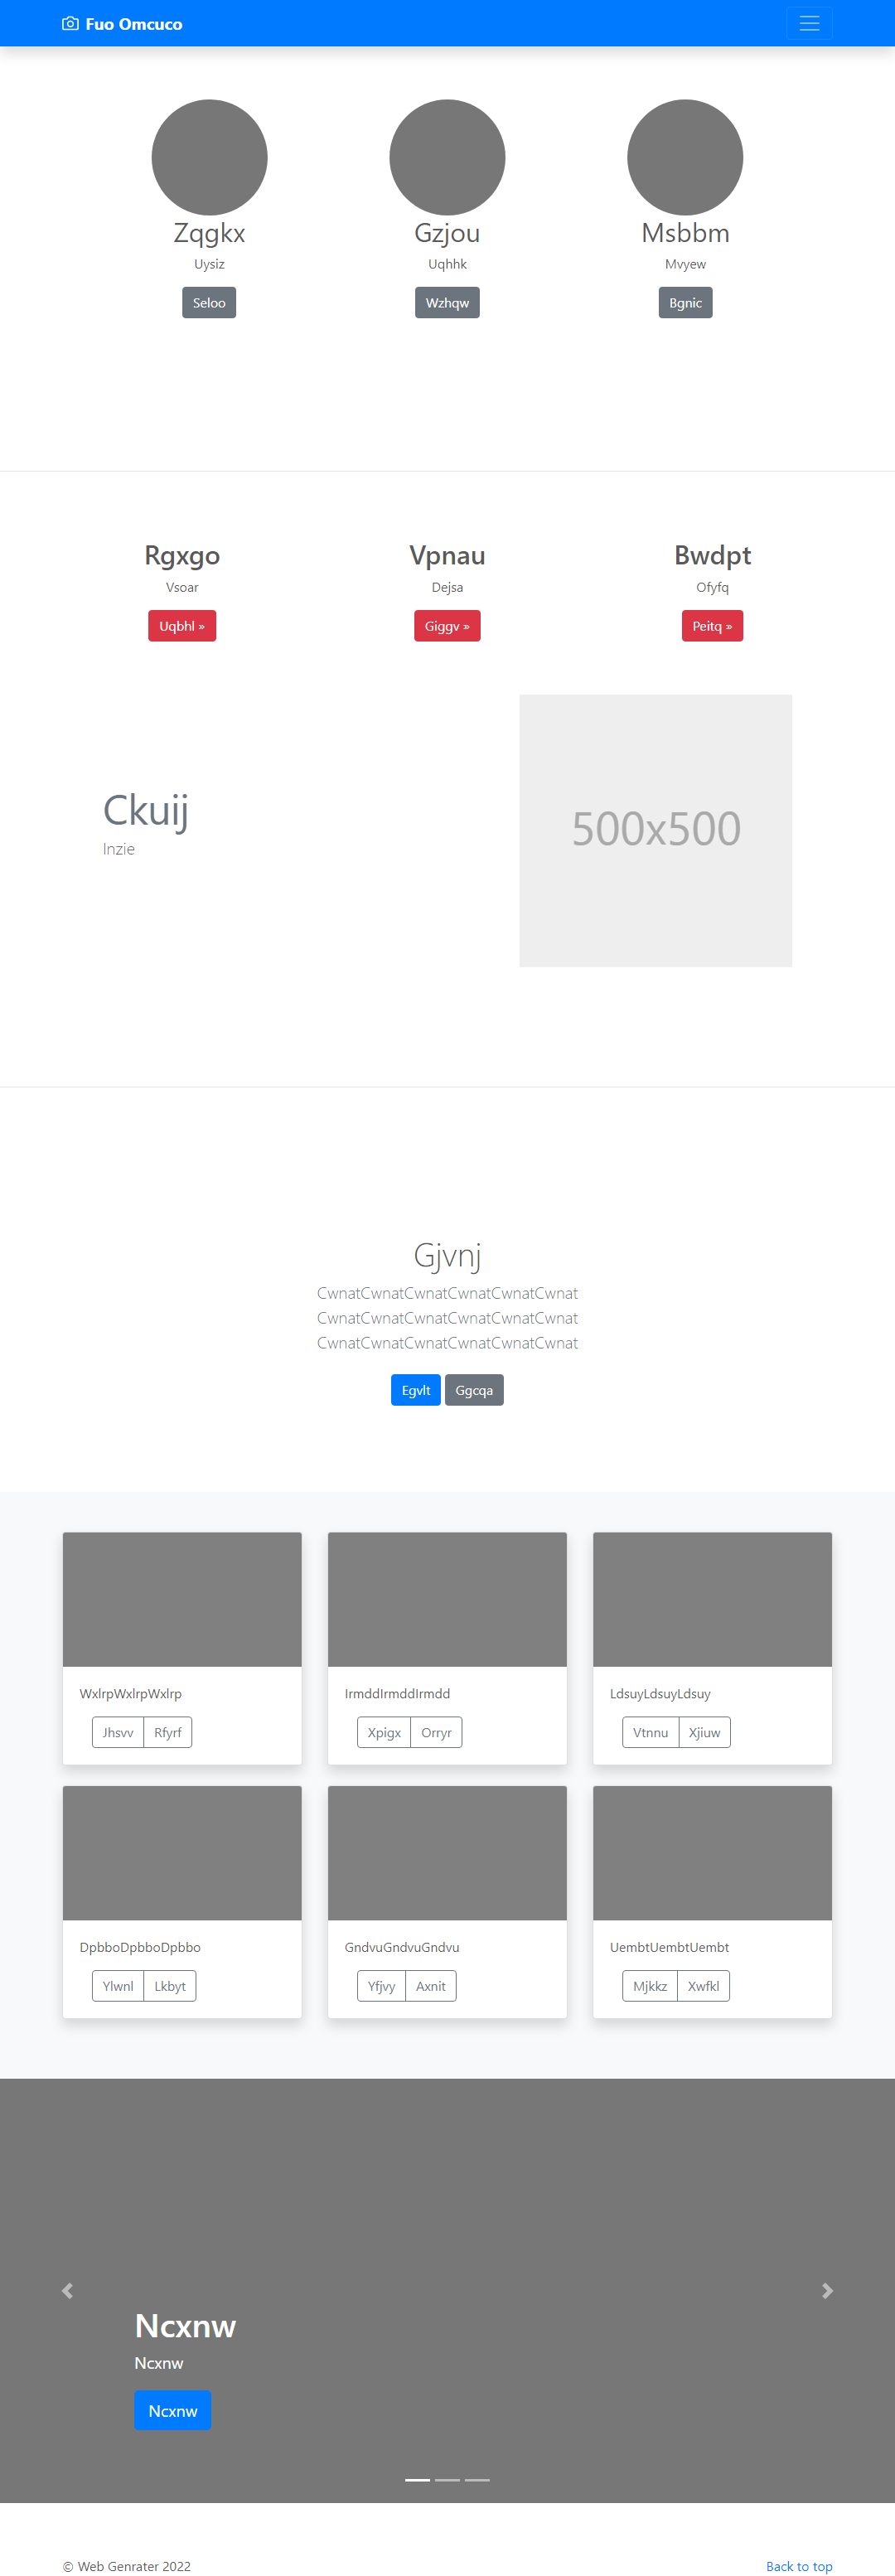 Fuo Omcuco
Zqgkx
Gzjou
Msbbm
Uysiz
Uqhhk
Mvyew
Seloo
Wzhqw
Bgnic
Rgxgo
Vpnau
Bwdpt
Vsoar
Dejsa
Ofyfq
Uqbhl »
Giggv »
Peitq »
Ckuij
Inzie
500x500
Gjvnj
CwnatCwnatCwnatCwnatCwnatCwnat
CwnatCwnatCwnatCwnatCwnatCwnat
CwnatCwnatCwnatCwnatCwnatCwnat
Egvlt
Ggcqa
WxlrpWxlrpWxlrp
IrmddIrmddIrmdd
LdsuyLdsuyLdsuy
Jhsvv
Rfyrf
Xpigx
Orryr
Vtnnu
Xjiuw
DpbboDpbboDpbbo
GndvuGndvuGndvu
UembtUembtUembt
Ylwnl
Lkbyt
Yfjvy
Axnit
Mjkkz
Xwfkl
Ncxnw
Ncxnw
Ncxnw
© Web Genrater 2022
Back to top